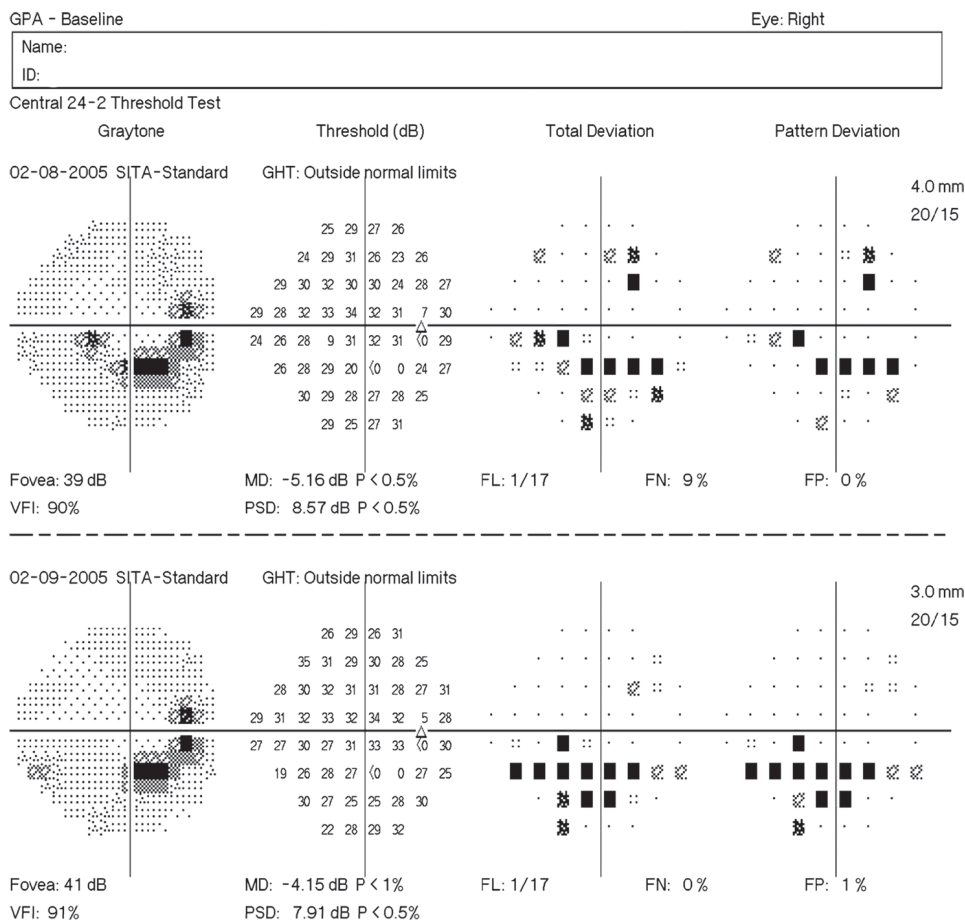 GPA - Baseline Eye: Right
Name:
ID:
Central 24-2 Threshold Test
Graytone Threshold (dB) Total Deviation Pattern Deviation
02-08-2005 SITA-Standard GHT: Outside normal limits
4.0 mm
20/15
25 29 27 26
24 29 31 26 23 26
29 30 32 30 30 24 28 27
29 28 32 33 34 32 31 7 30
24 26 28 9 31 32 31 <0 29
26 28 29 20 <0 0 24 27
30 29 28 27 28 25
29 25 27 31
Fovea: 39 dB MD: -5.16 dB P < 0.5% FL: 1/17 FN: 9 % FP: 0 %
VFI: 90% PSD: 8.57 dB P < 0.5%
02-09-2005 SITA-Standard GHT: Outside normal limits
3.0 mm
20/15
26 29 26 31
35 31 29 30 28 25
28 30 32 31 31 28 27 31
29 31 32 33 32 34 32 5 28
27 27 30 27 31 33 33 <0 30
19 26 28 27 <0 0 27 25
30 27 25 25 28 30
22 28 29 32
Fovea: 41 dB MD: -4.15 dB P < 1% FL: 1/17 FN: 0 % FP: 1 %
VFI: 91% PSD: 7.91 dB P < 0.5%